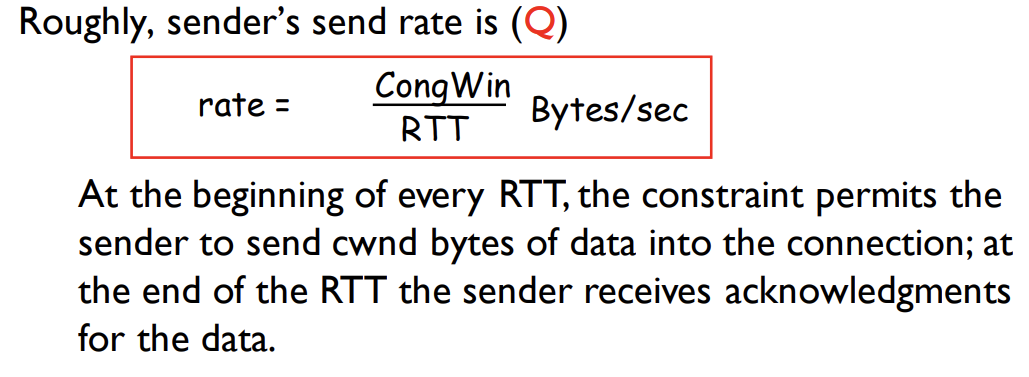 Roughly, sender's send rate is (Q)
rate = CongWin / RTT Bytes/sec
At the beginning of every RTT, the constraint permits the
sender to send cwnd bytes of data into the connection; at
the end of the RTT the sender receives acknowledgments
for the data.